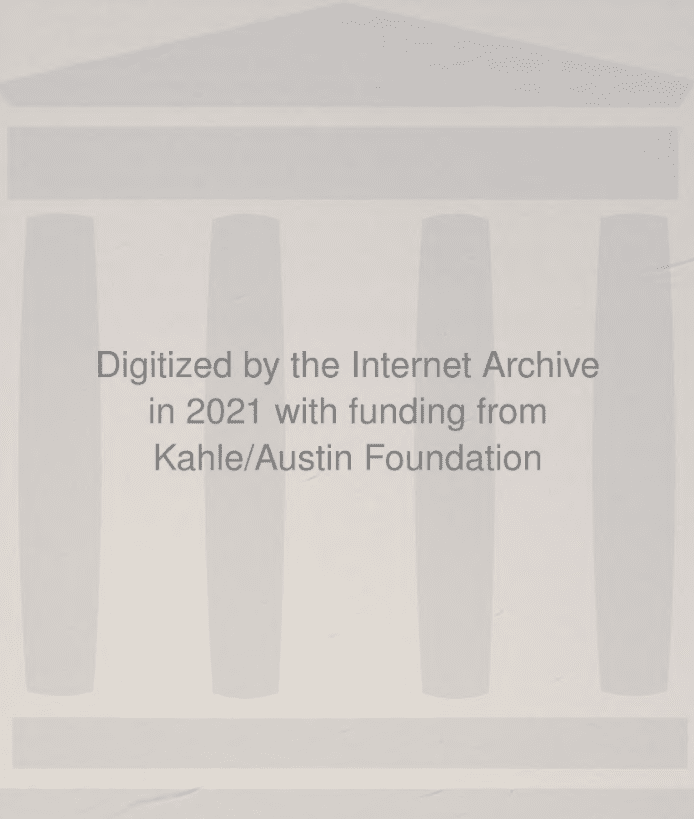 Digitized by the Internet Archive
in 2021 with funding from
Kahle/Austin Foundation